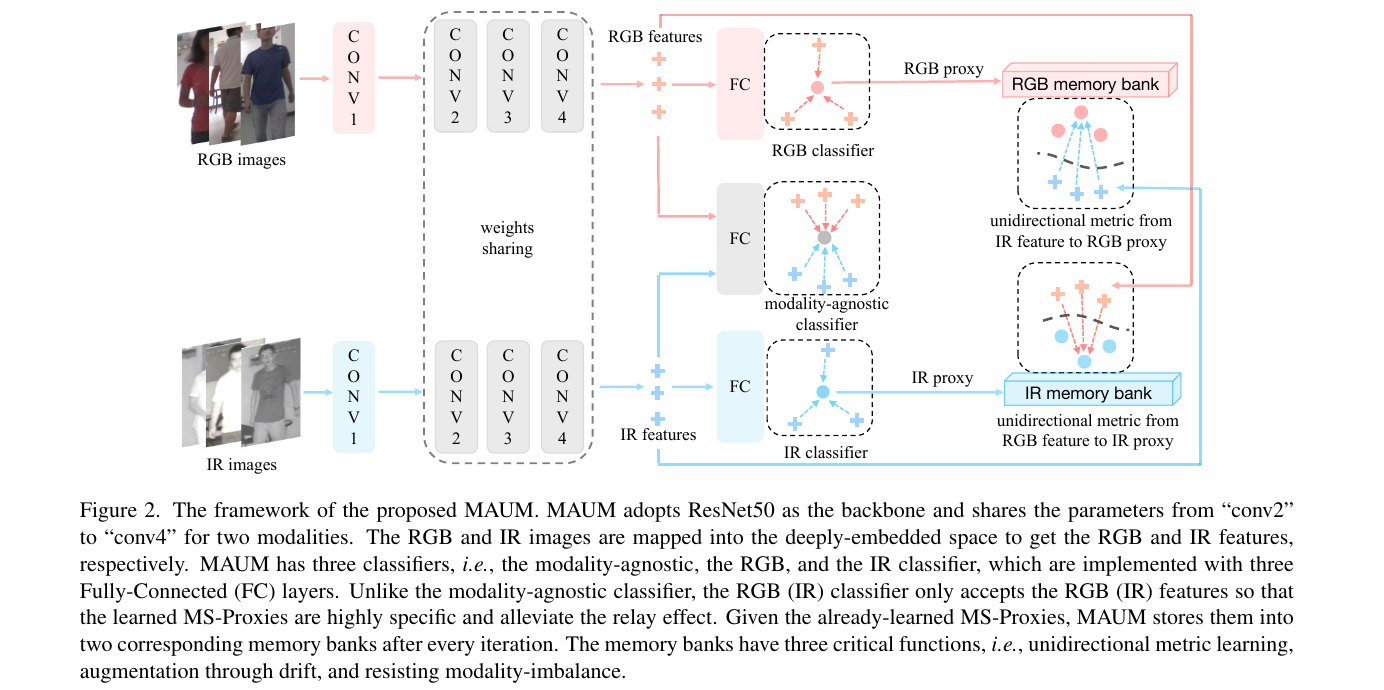 RGB images
C
O
N
V
1
C
O
N
V
2
C
O
N
V
3
C
O
N
V
4
RGB features
FC
RGB classifier
RGB proxy
RGB memory bank
unidirectional metric from
IR feature to RGB proxy
weights
sharing
FC
modality-agnostic
classifier
IR images
C
O
N
V
1
C
O
N
V
2
C
O
N
V
3
C
O
N
V
4
IR features
FC
IR classifier
IR proxy
IR memory bank
unidirectional metric from
RGB feature to IR proxy
Figure 2. The framework of the proposed MAUM. MAUM adopts ResNet50 as the backbone and shares the parameters from “conv2”
to “conv4” for two modalities. The RGB and IR images are mapped into the deeply-embedded space to get the RGB and IR features,
respectively. MAUM has three classifiers, i.e., the modality-agnostic, the RGB, and the IR classifier, which are implemented with three
Fully-Connected (FC) layers. Unlike the modality-agnostic classifier, the RGB (IR) classifier only accepts the RGB (IR) features so that
the learned MS-Proxies are highly specific and alleviate the relay effect. Given the already-learned MS-Proxies, MAUM stores them into
two corresponding memory banks after every iteration. The memory banks have three critical functions, i.e., unidirectional metric learning,
augmentation through drift, and resisting modality-imbalance.